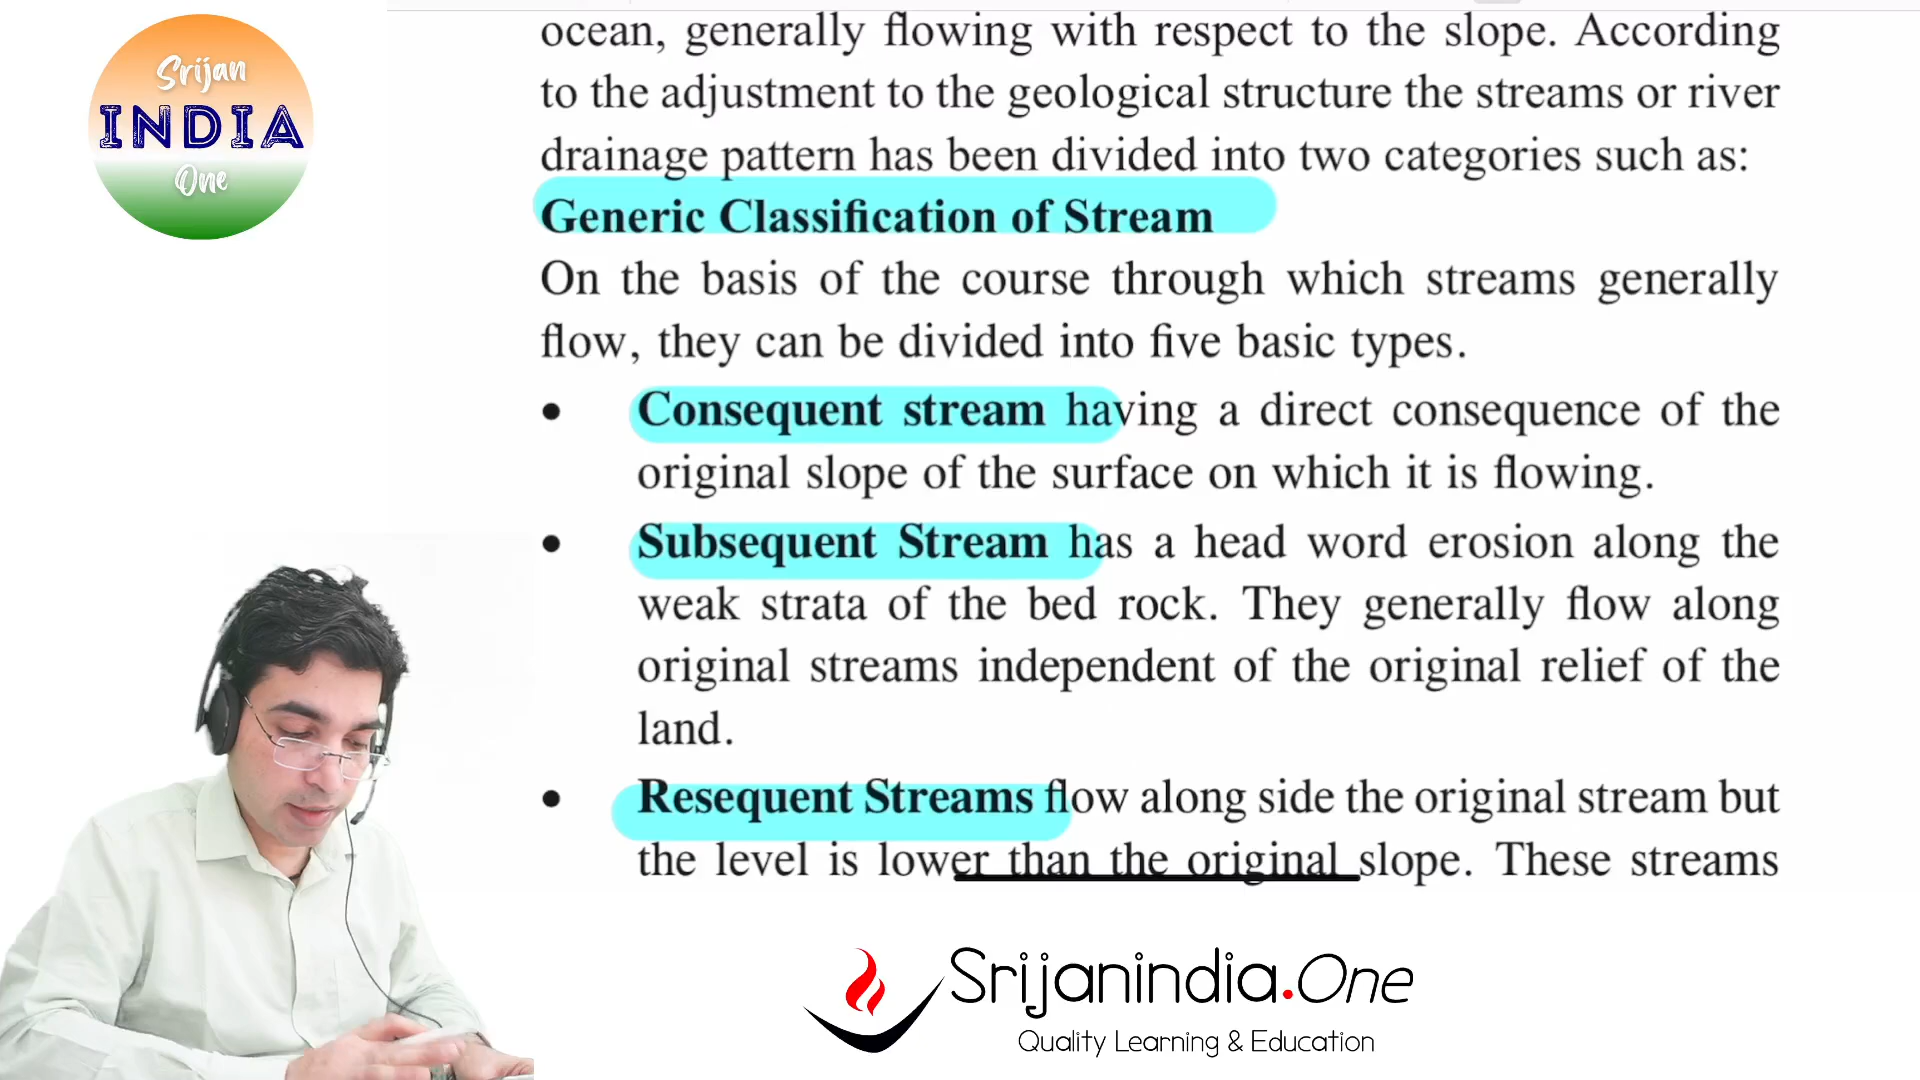 Srijan
INDIA
One
ocean, generally flowing with respect to the slope. According
to the adjustment to the geological structure the streams or river
drainage pattern has been divided into two categories such as:
Generic Classification of Stream
On the basis of the course through which streams generally
flow, they can be divided into five basic types.
• Consequent stream having a direct consequence of the
original slope of the surface on which it is flowing.
• Subsequent Stream has a head word erosion along the
weak strata of the bed rock. They generally flow along
original streams independent of the original relief of the
land.
• Resequent Streams flow along side the original stream but
the level is lower than the original slope. These streams
Srijanindia.One
Quality Learning & Education